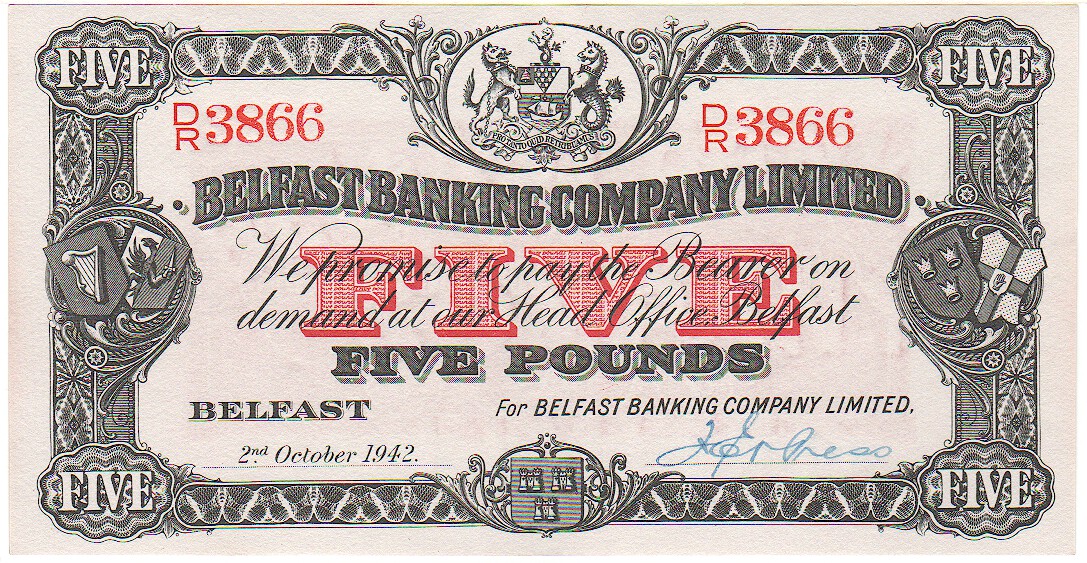 FIVE FIVE
PRO TANTO QUID RETRIBUAMUS
D/R 3866 D/R 3866
BELFAST BANKING COMPANY LIMITED
FIVE
We promise to pay the Bearer on
demand at our Head Office, Belfast
FIVE POUNDS
BELFAST For BELFAST BANKING COMPANY LIMITED,
2nd October 1942.
FIVE FIVE